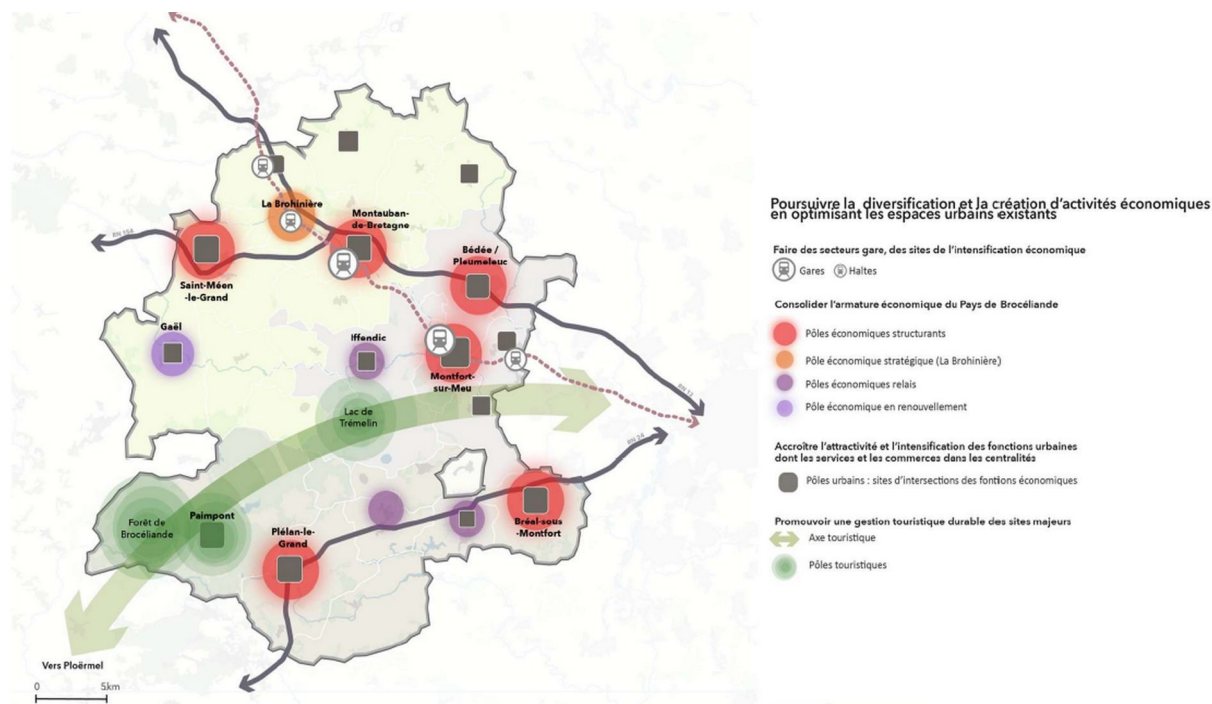 La Brohinière
Montauban-
de-Bretagne
RN 164
Bédée /
Pleumeleuc
Saint-Méen
-le-Grand
Gaël
Iffendic
Montfort-
sur-Meu
RN 12
Lac de
Trémelin
RN 24
Forêt de
Brocéliande
Paimpont
Plélan-le-
Grand
Bréal-sous
-Montfort
Vers Ploërmel
0 5km
Poursuivre la diversification et la création d'activités économiques
en optimisant les espaces urbains existants
Faire des secteurs gare, des sites de l'intensification économique
Gares Haltes
Consolider l'armature économique du Pays de Brocéliande
Pôles économiques structurants
Pôle économique stratégique (La Brohinière)
Pôles économiques relais
Pôle économique en renouvellement
Accroître l'attractivité et l'intensification des fonctions urbaines
dont les services et les commerces dans les centralités
Pôles urbains : sites d'intersections des fontions économiques
Promouvoir une gestion touristique durable des sites majeurs
Axe touristique
Pôles touristiques